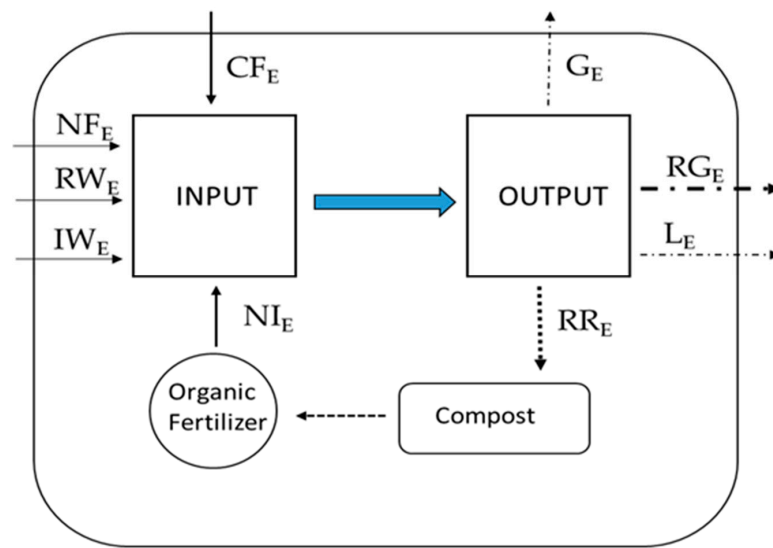 CF_E
G_E
NF_E
RW_E
IW_E
INPUT
OUTPUT
RG_E
L_E
NI_E
RR_E
Organic
Fertilizer
Compost